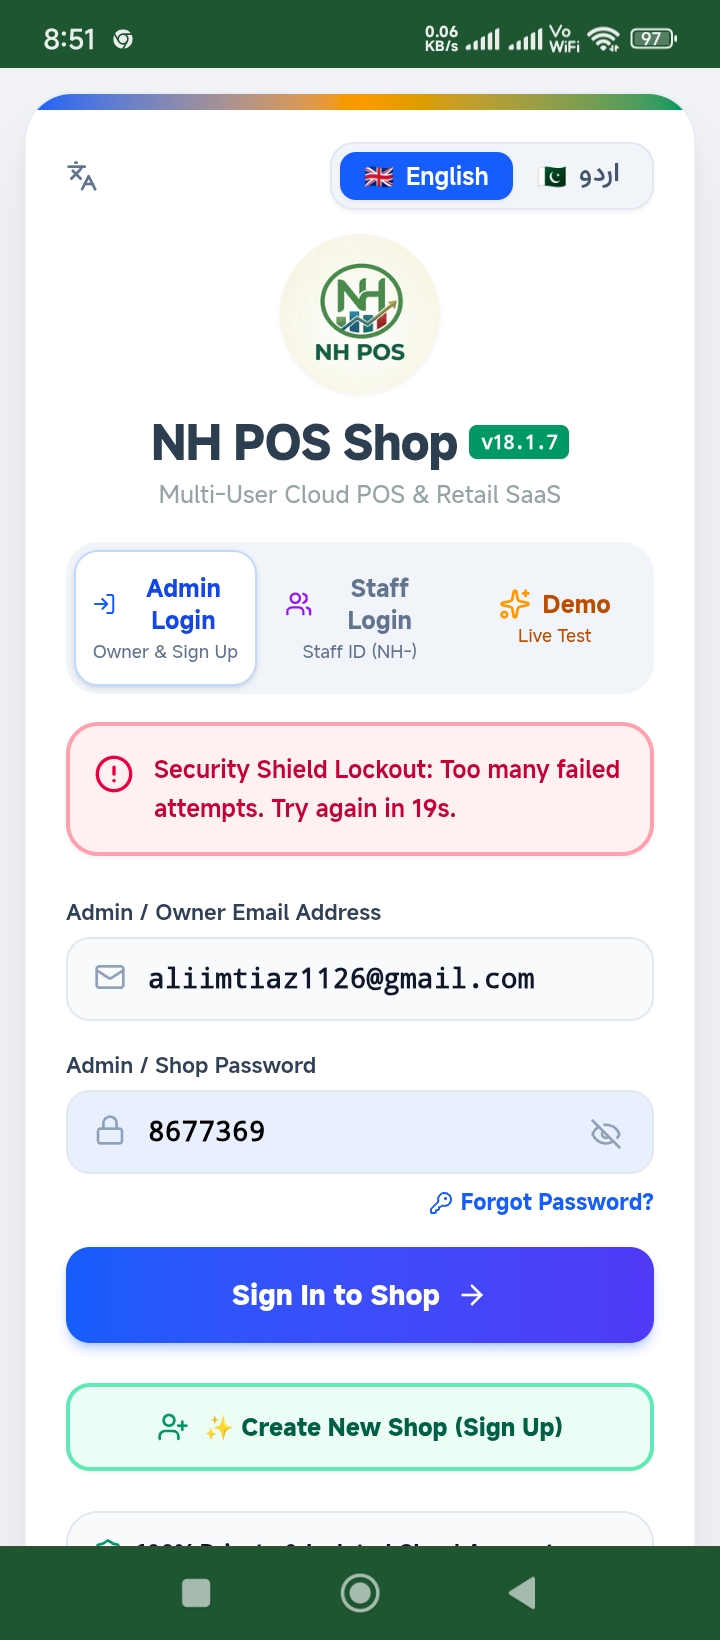 8:51
0.06
KB/s
Vo
WiFi
97
English
اردو
NH
NH POS
NH POS Shop v18.1.7
Multi-User Cloud POS & Retail SaaS
Admin
Login
Owner & Sign Up
Staff
Login
Staff ID (NH-)
Demo
Live Test
Security Shield Lockout: Too many failed
attempts. Try again in 19s.
Admin / Owner Email Address
aliimtiaz1126@gmail.com
Admin / Shop Password
8677369
Forgot Password?
Sign In to Shop →
✨ Create New Shop (Sign Up)